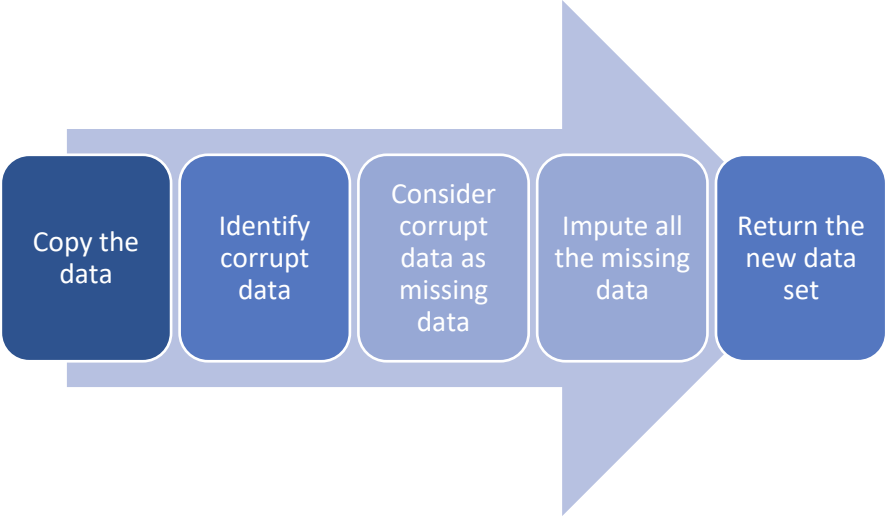 Copy the
data
Identify
corrupt
data
Consider
corrupt
data as
missing
data
Impute all
the missing
data
Return the
new data
set